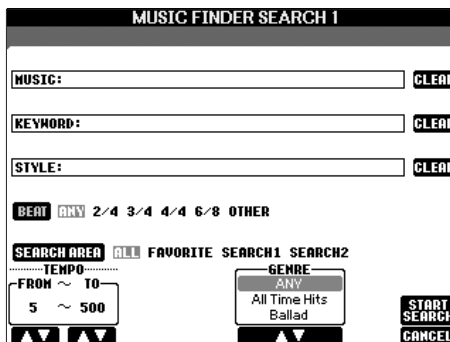 MUSIC FINDER SEARCH 1
MUSIC: CLEAR
KEYWORD: CLEAR
STYLE: CLEAR
BEAT ANY 2/4 3/4 4/4 6/8 OTHER
SEARCH AREA ALL FAVORITE SEARCH1 SEARCH2
TEMPO
FROM ~ TO
5 ~ 500
GENRE
ANY
All Time Hits
Ballad
START
SEARCH
CANCEL